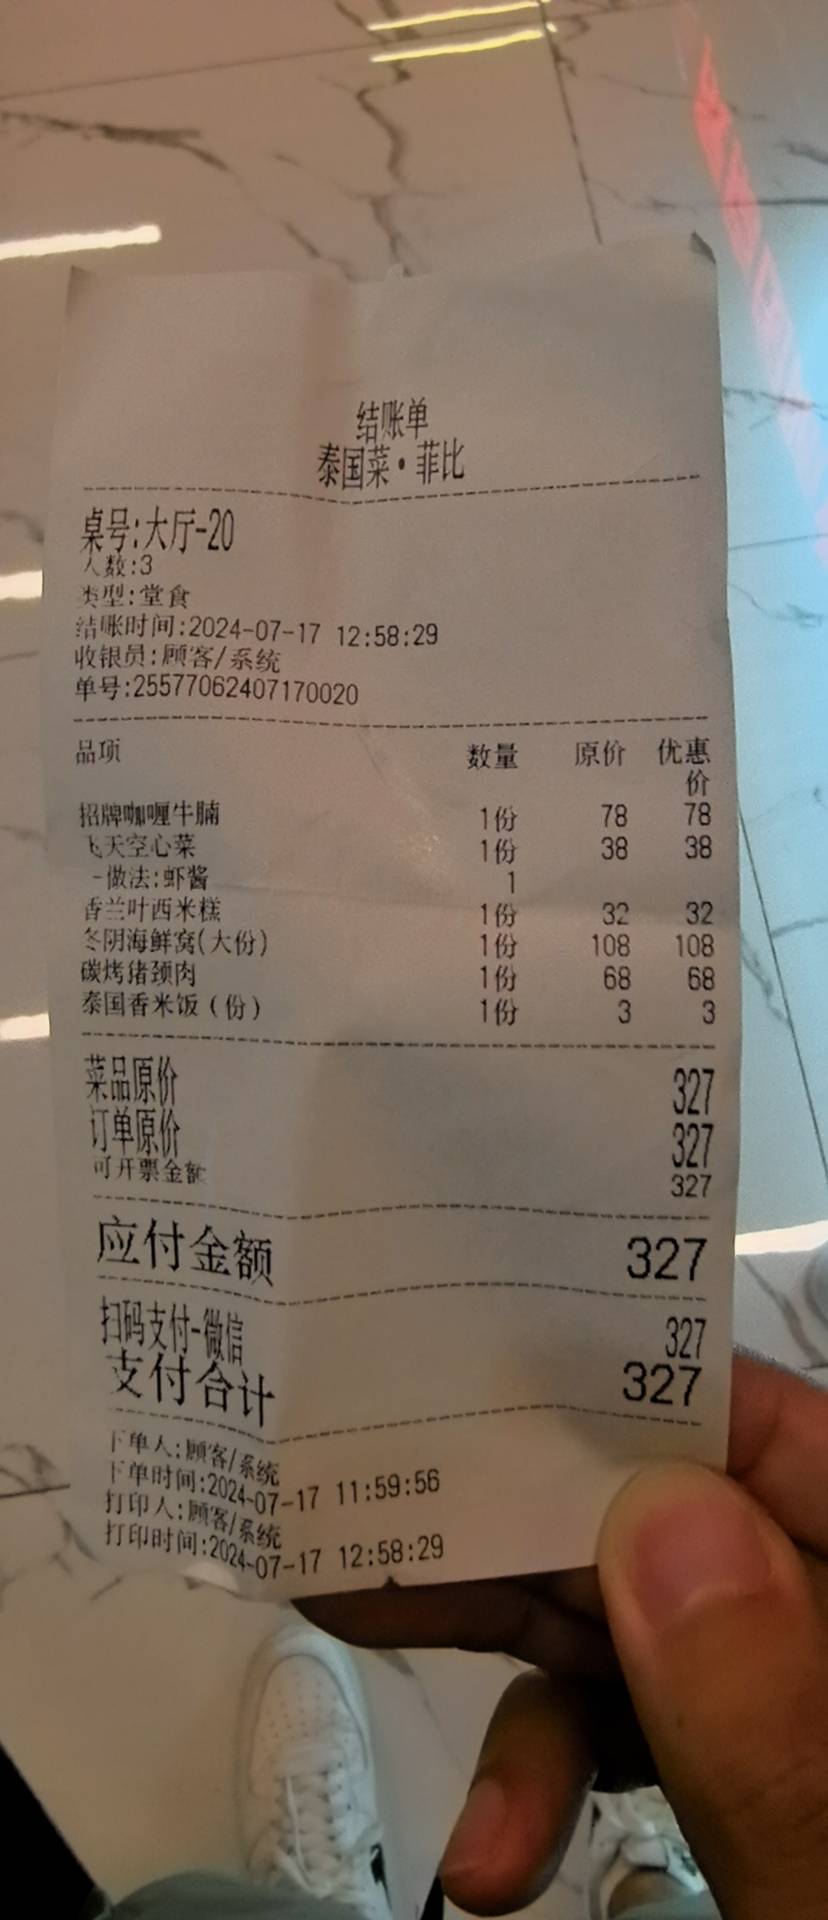 结账单
泰国菜·菲比
桌号:大厅-20
人数:3
类型:堂食
结账时间:2024-07-17 12:58:29
收银员:顾客/系统
单号:25577062407170020
品项 数量 原价 优惠价
招牌咖喱牛腩 1份 78 78
飞天空心菜 1份 38 38
-做法:虾酱 1
香兰叶西米糕 1份 32 32
冬阴海鲜窝(大份) 1份 108 108
碳烤猪颈肉 1份 68 68
泰国香米饭(份) 1份 3 3
菜品原价 327
订单原价 327
可开票金额 327
应付金额 327
扫码支付-微信 327
支付合计 327
下单人:顾客/系统
下单时间:2024-07-17 11:59:56
打印人:顾客/系统
打印时间:2024-07-17 12:58:29